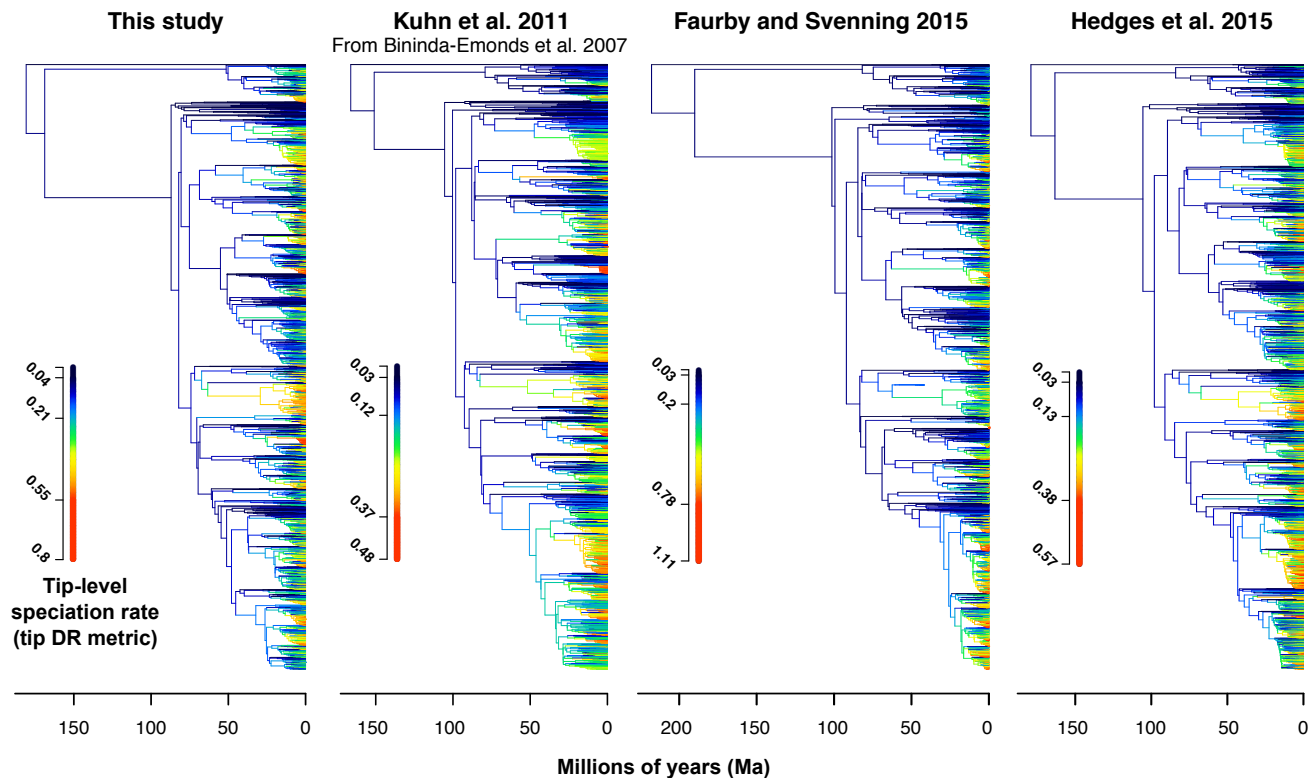 This study
Kuhn et al. 2011
From Bininda-Emonds et al. 2007
Faurby and Svenning 2015
Hedges et al. 2015
0.04
0.21
0.55
0.8
Tip-level
speciation rate
(tip DR metric)
0.03
0.12
0.37
0.48
0.03
0.2
0.78
1.11
0.03
0.13
0.38
0.57
150 100 50 0
150 100 50 0
200 150 100 50 0
150 100 50 0
Millions of years (Ma)